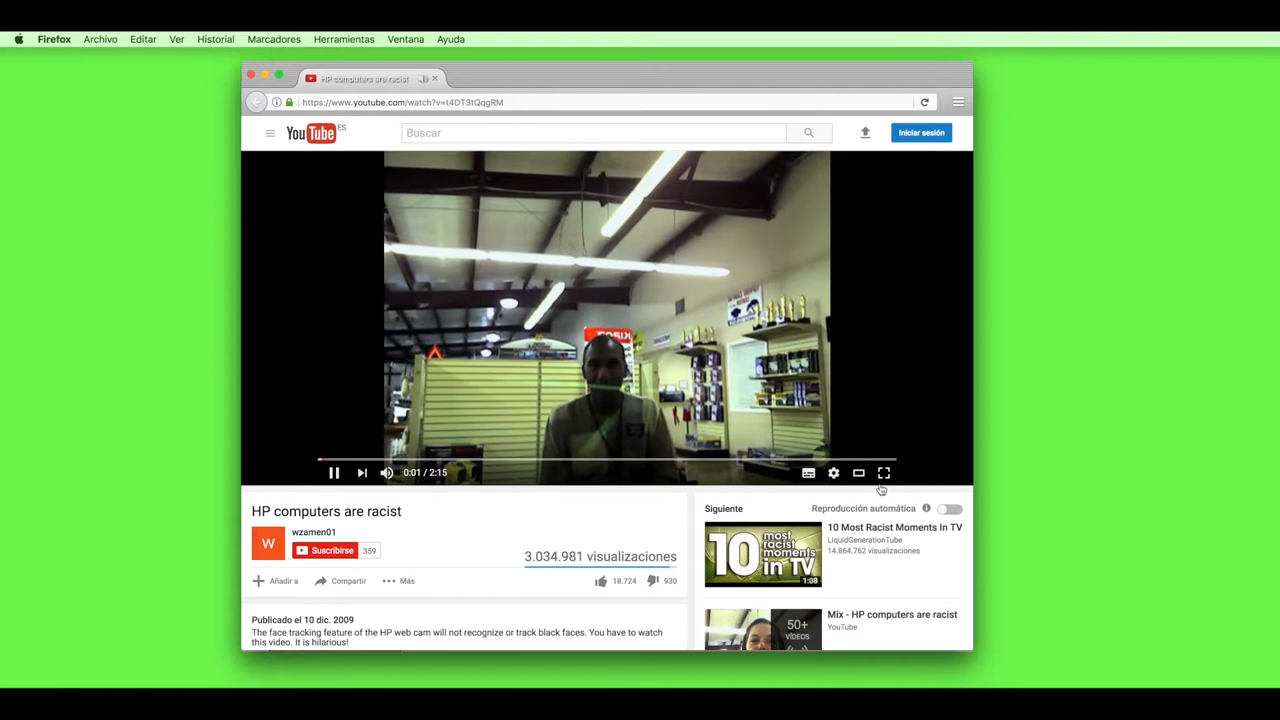 Firefox Archivo Editar Ver Historial Marcadores Herramientas Ventana Ayuda
HP computers are racist
https://www.youtube.com/watch?v=t4DT3tQqgRM
YouTube ES
Buscar
Iniciar sesión
0:01 / 2:15
HP computers are racist
W
wzamen01
Suscribirse 359
3.034.981 visualizaciones
Añadir a
Compartir
Más
18.724
930
Publicado el 10 dic. 2009
The face tracking feature of the HP web cam will not recognize or track black faces. You have to watch
this video. It is hilarious!
Siguiente
Reproducción automática
10 most
racist
moments
in TV
1:08
10 Most Racist Moments In TV
LiquidGenerationTube
14.864.762 visualizaciones
50+
VÍDEOS
Mix - HP computers are racist
YouTube